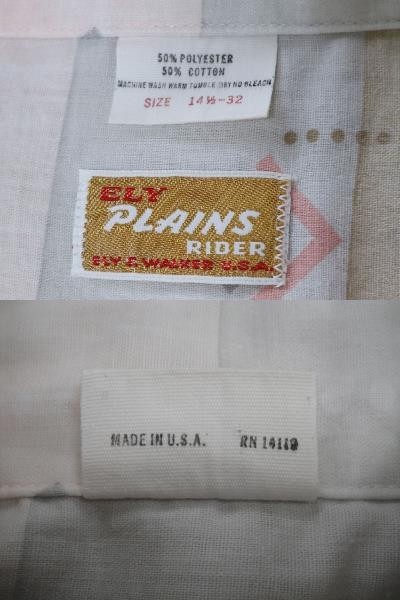 50% POLYESTER
50% COTTON
MACHINE WASH WARM TUMBLE DRY NO BLEACH
SIZE 14½-32
ELY
PLAINS
RIDER
ELY & WALKER U.S.A.
MADE IN U.S.A. RN 14119